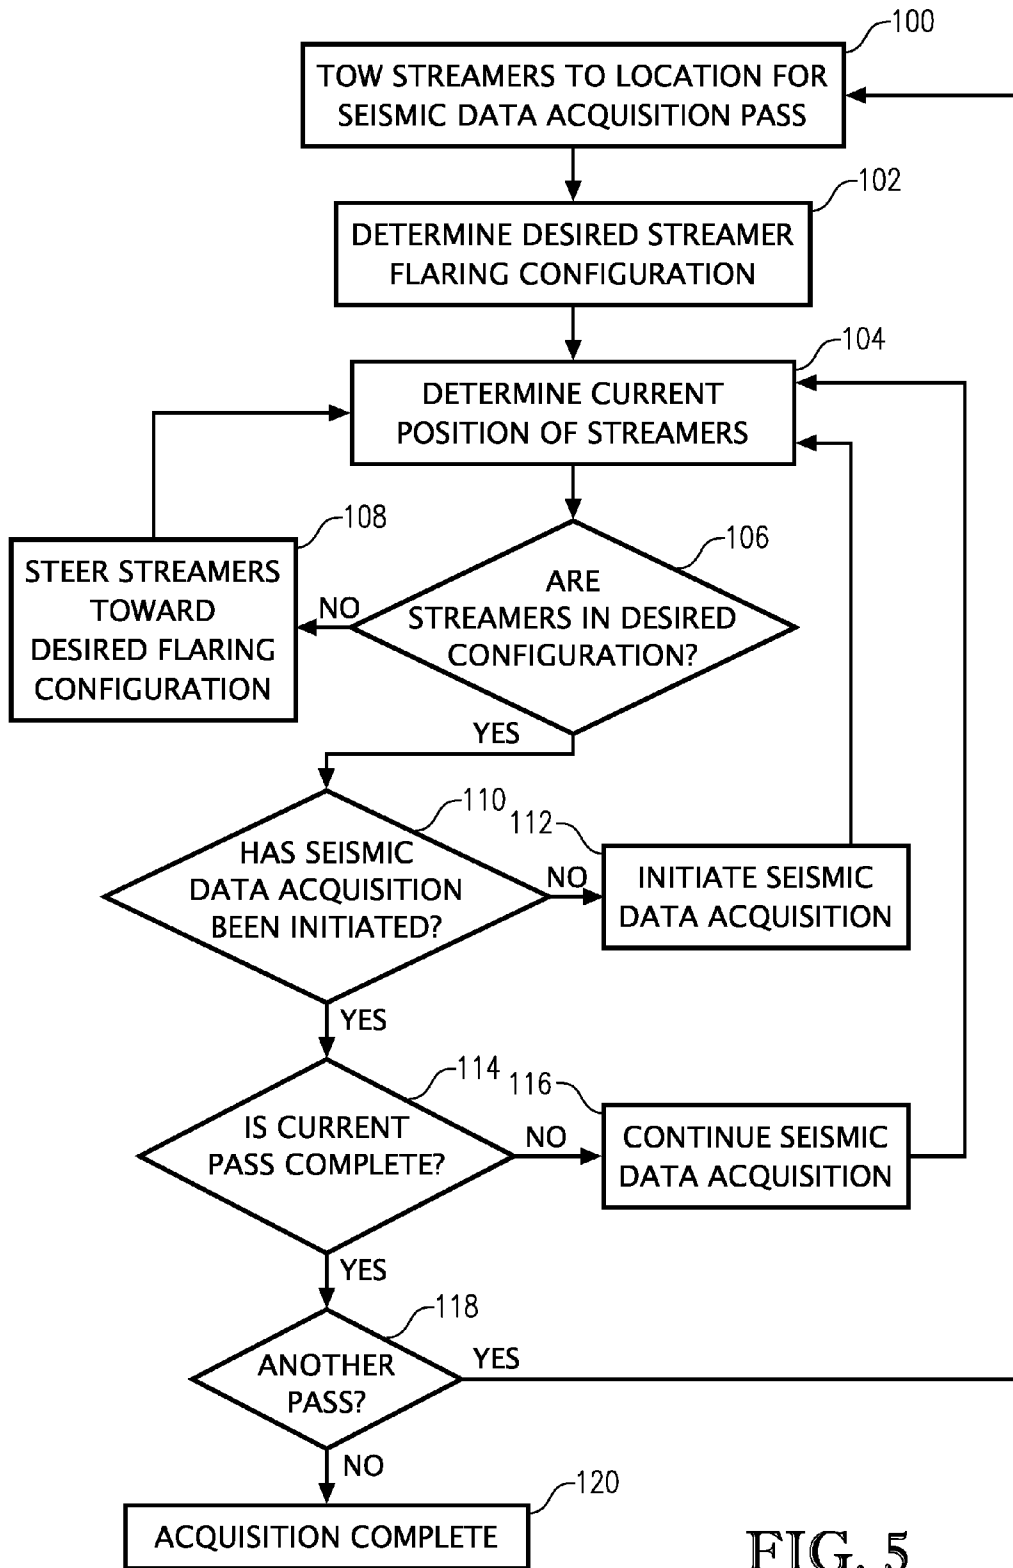 100
TOW STREAMERS TO LOCATION FOR
SEISMIC DATA ACQUISITION PASS
102
DETERMINE DESIRED STREAMER
FLARING CONFIGURATION
104
DETERMINE CURRENT
POSITION OF STREAMERS
108
STEER STREAMERS
TOWARD
DESIRED FLARING
CONFIGURATION
NO
106
ARE
STREAMERS IN DESIRED
CONFIGURATION?
YES
110
HAS SEISMIC
DATA ACQUISITION
BEEN INITIATED?
NO
112
INITIATE SEISMIC
DATA ACQUISITION
YES
114
IS CURRENT
PASS COMPLETE?
NO
116
CONTINUE SEISMIC
DATA ACQUISITION
YES
118
ANOTHER
PASS?
YES
NO
120
ACQUISITION COMPLETE
FIG. 5